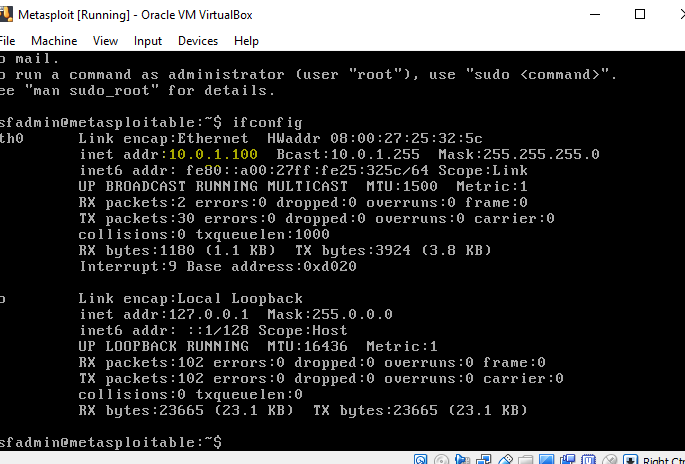 Metasploit [Running] - Oracle VM VirtualBox
File Machine View Input Devices Help
o mail.
o run a command as administrator (user "root"), use "sudo <command>".
ee "man sudo_root" for details.
sfadmin@metasploitable:~$ ifconfig
th0 Link encap:Ethernet HWaddr 08:00:27:25:32:5c
inet addr:10.0.1.100 Bcast:10.0.1.255 Mask:255.255.255.0
inet6 addr: fe80::a00:27ff:fe25:325c/64 Scope:Link
UP BROADCAST RUNNING MULTICAST MTU:1500 Metric:1
RX packets:2 errors:0 dropped:0 overruns:0 frame:0
TX packets:30 errors:0 dropped:0 overruns:0 carrier:0
collisions:0 txqueuelen:1000
RX bytes:1180 (1.1 KB) TX bytes:3924 (3.8 KB)
Interrupt:9 Base address:0xd020
o Link encap:Local Loopback
inet addr:127.0.0.1 Mask:255.0.0.0
inet6 addr: ::1/128 Scope:Host
UP LOOPBACK RUNNING MTU:16436 Metric:1
RX packets:102 errors:0 dropped:0 overruns:0 frame:0
TX packets:102 errors:0 dropped:0 overruns:0 carrier:0
collisions:0 txqueuelen:0
RX bytes:23665 (23.1 KB) TX bytes:23665 (23.1 KB)
sfadmin@metasploitable:~$
Right Ctr